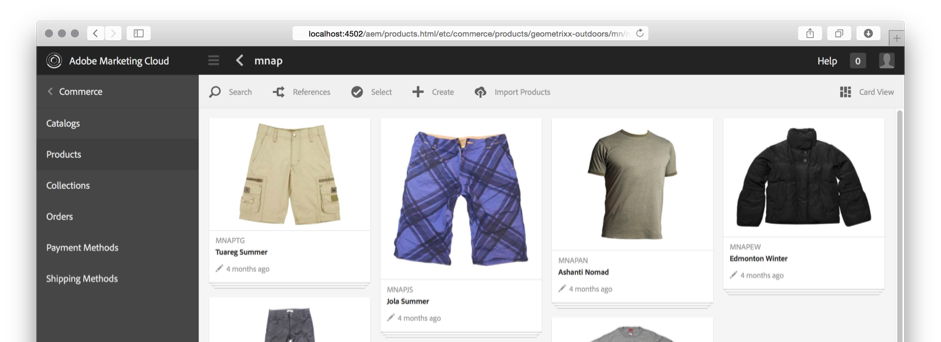 localhost:4502/aem/products.html/etc/commerce/products/geometrixx-outdoors/mn/
Adobe Marketing Cloud
mnap
Help
0
Commerce
Search
References
Select
Create
Import Products
Card View
Catalogs
Products
Collections
Orders
Payment Methods
Shipping Methods
MNAPTG
Tuareg Summer
4 months ago
MNAPJS
Jola Summer
4 months ago
MNAPAN
Ashanti Nomad
4 months ago
MNAPEW
Edmonton Winter
4 months ago